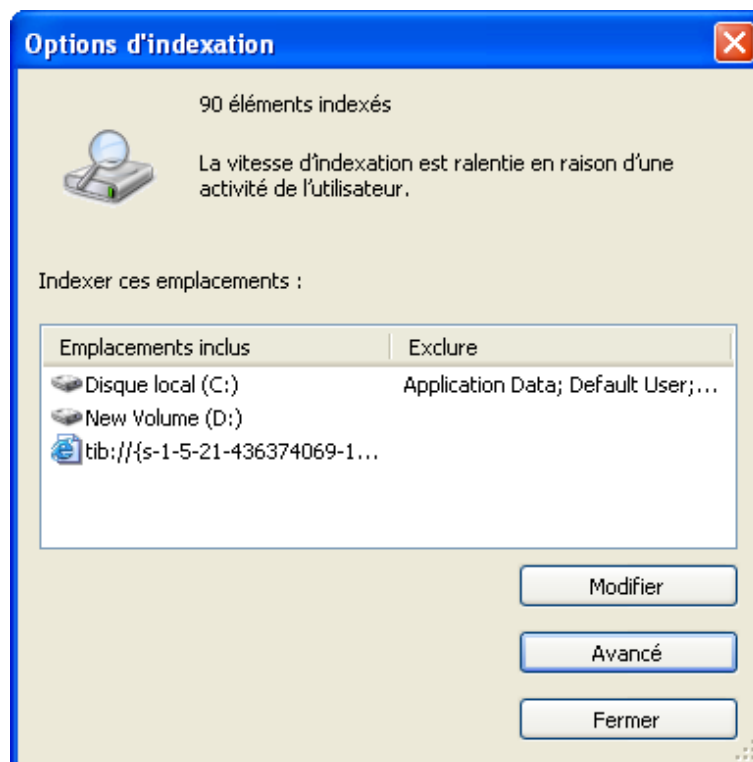 Options d'indexation
90 éléments indexés
La vitesse d'indexation est ralentie en raison d'une
activité de l'utilisateur.
Indexer ces emplacements :
Emplacements inclus Exclure
Disque local (C:) Application Data; Default User;...
New Volume (D:)
tib://{s-1-5-21-436374069-1...
Modifier
Avancé
Fermer